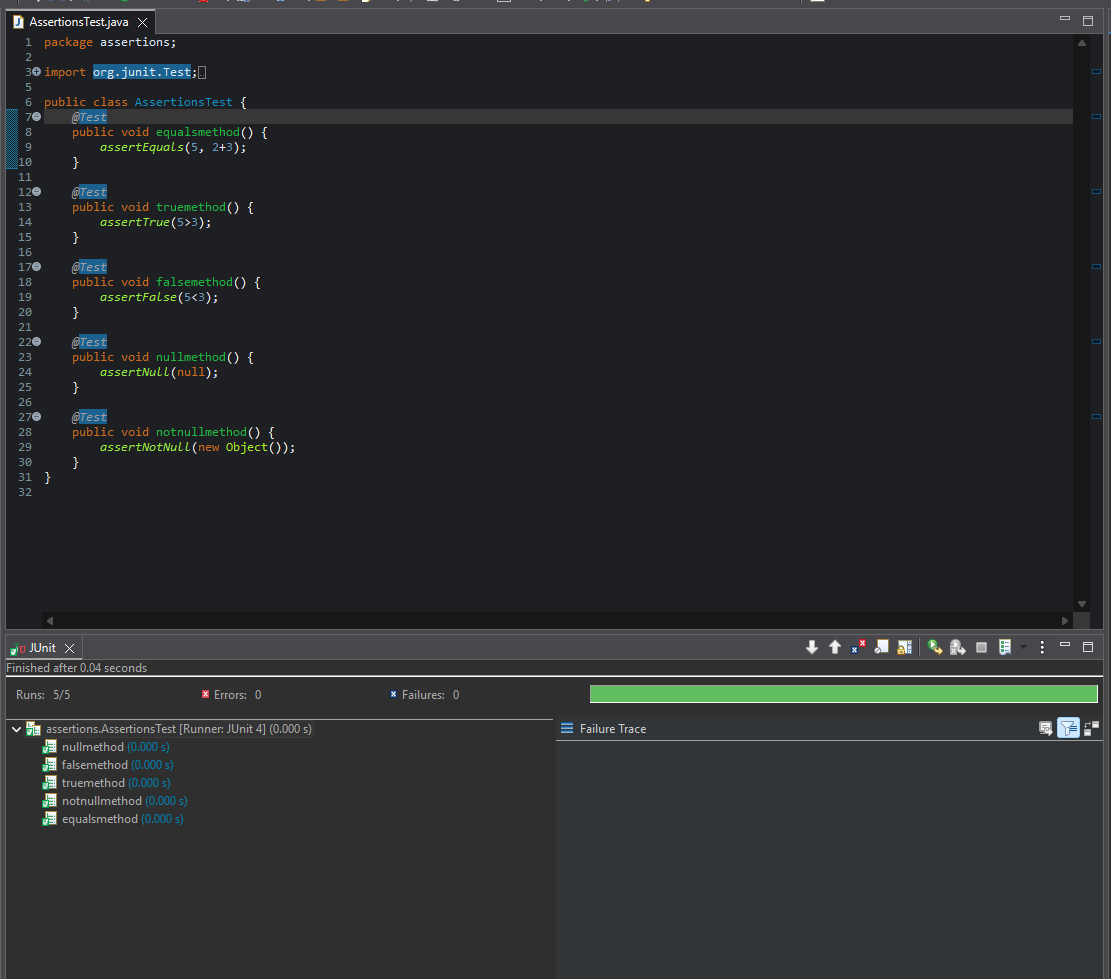 AssertionsTest.java
1 package assertions;
2
3 import org.junit.Test;
5
6 public class AssertionsTest {
7     @Test
8     public void equalsmethod() {
9         assertEquals(5, 2+3);
10     }
11
12     @Test
13     public void truemethod() {
14         assertTrue(5>3);
15     }
16
17     @Test
18     public void falsemethod() {
19         assertFalse(5<3);
20     }
21
22     @Test
23     public void nullmethod() {
24         assertNull(null);
25     }
26
27     @Test
28     public void notnullmethod() {
29         assertNotNull(new Object());
30     }
31 }
32
JUnit
Finished after 0.04 seconds
Runs: 5/5 Errors: 0 Failures: 0
assertions.AssertionsTest [Runner: JUnit 4] (0.000 s)
Failure Trace
nullmethod (0.000 s)
falsemethod (0.000 s)
truemethod (0.000 s)
notnullmethod (0.000 s)
equalsmethod (0.000 s)